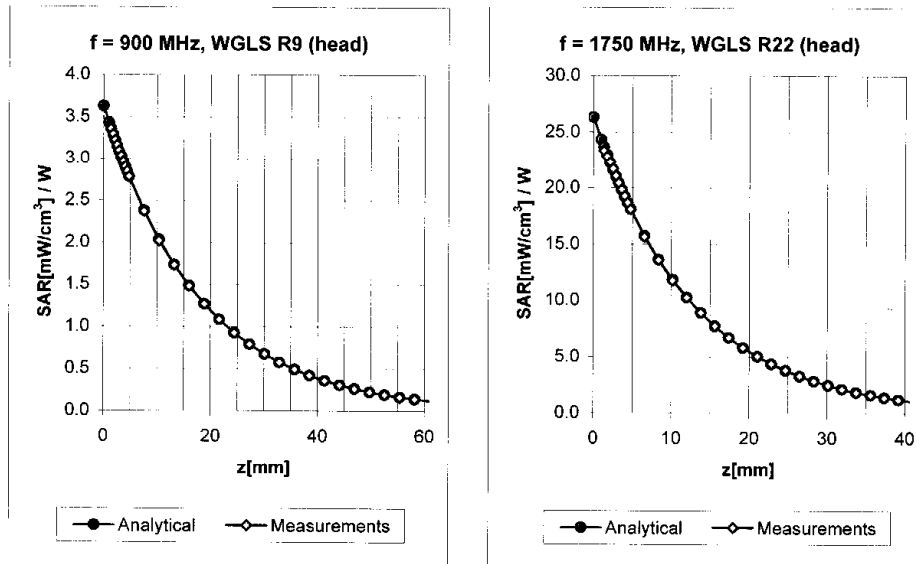 f = 900 MHz, WGLS R9 (head)
4.0
3.5
3.0
2.5
2.0
1.5
1.0
0.5
0.0
SAR[mW/cm³] / W
0 20 40 60
z[mm]
Analytical Measurements
f = 1750 MHz, WGLS R22 (head)
30.0
25.0
20.0
15.0
10.0
5.0
0.0
SAR[mW/cm³] / W
0 10 20 30 40
z[mm]
Analytical Measurements